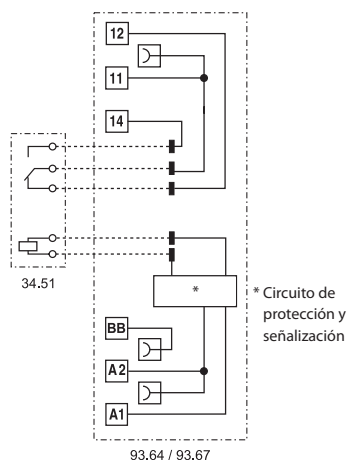 12
11
14
34.51
*
* Circuito de
protección y
señalización
BB
A2
A1
93.64 / 93.67